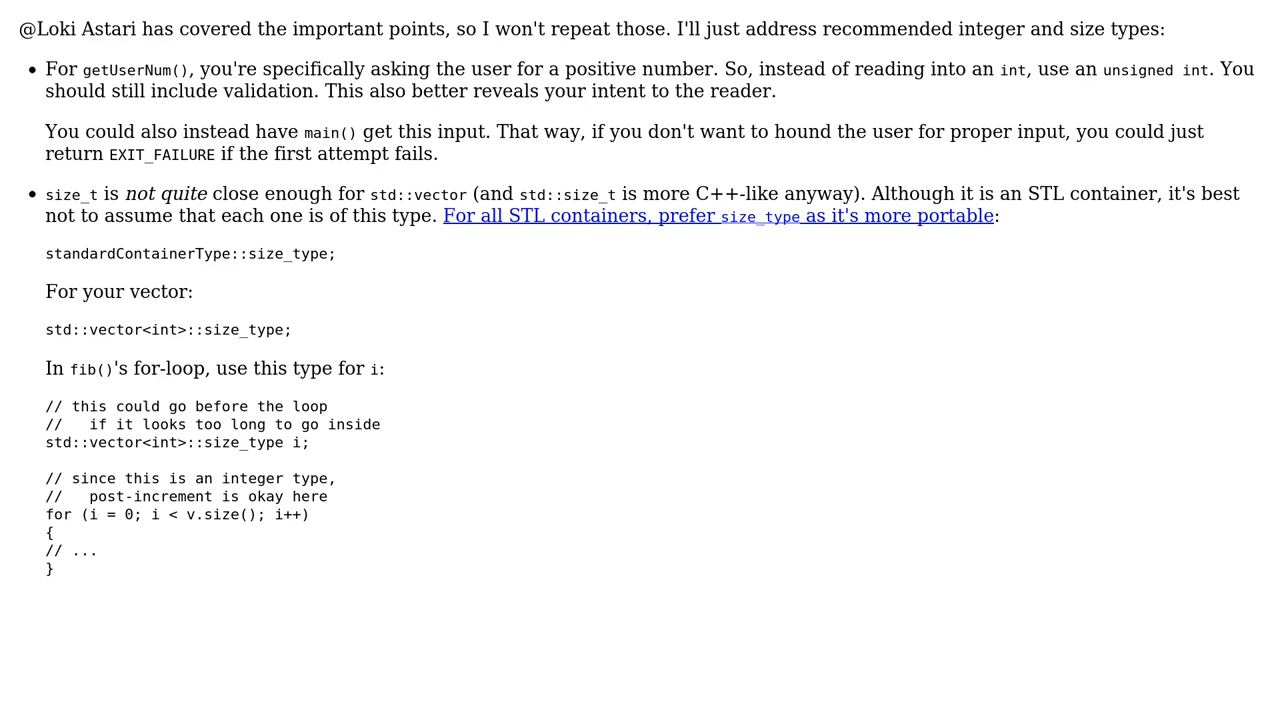 @Loki Astari has covered the important points, so I won't repeat those. I'll just address recommended integer and size types:
• For getUserNum(), you're specifically asking the user for a positive number. So, instead of reading into an int, use an unsigned int. You
should still include validation. This also better reveals your intent to the reader.
You could also instead have main() get this input. That way, if you don't want to hound the user for proper input, you could just
return EXIT_FAILURE if the first attempt fails.
• size_t is not quite close enough for std::vector (and std::size_t is more C++-like anyway). Although it is an STL container, it's best
not to assume that each one is of this type. For all STL containers, prefer size_type as it's more portable:
standardContainerType::size_type;
For your vector:
std::vector<int>::size_type;
In fib()'s for-loop, use this type for i:
// this could go before the loop
//   if it looks too long to go inside
std::vector<int>::size_type i;
// since this is an integer type,
//   post-increment is okay here
for (i = 0; i < v.size(); i++)
{
// ...
}